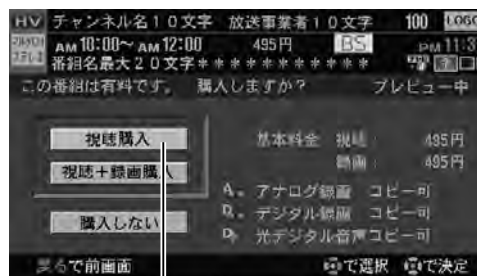 HV チャンネル名10文字 放送事業者10文字 100 LOGO
AM 10:00~ AM 12:00 495円 BS PM 11:3
番組名最大20文字**********
この番組は有料です。 購入しますか? プレビュー中
視聴購入
基本料金 視聴: 495円
録画: 495円
視聴+録画購入
A. アナログ録画 コピー可
D. デジタル録画 コピー可
購入しない
D. 光デジタル音声コピー可
戻るで前画面 で選択 で決定